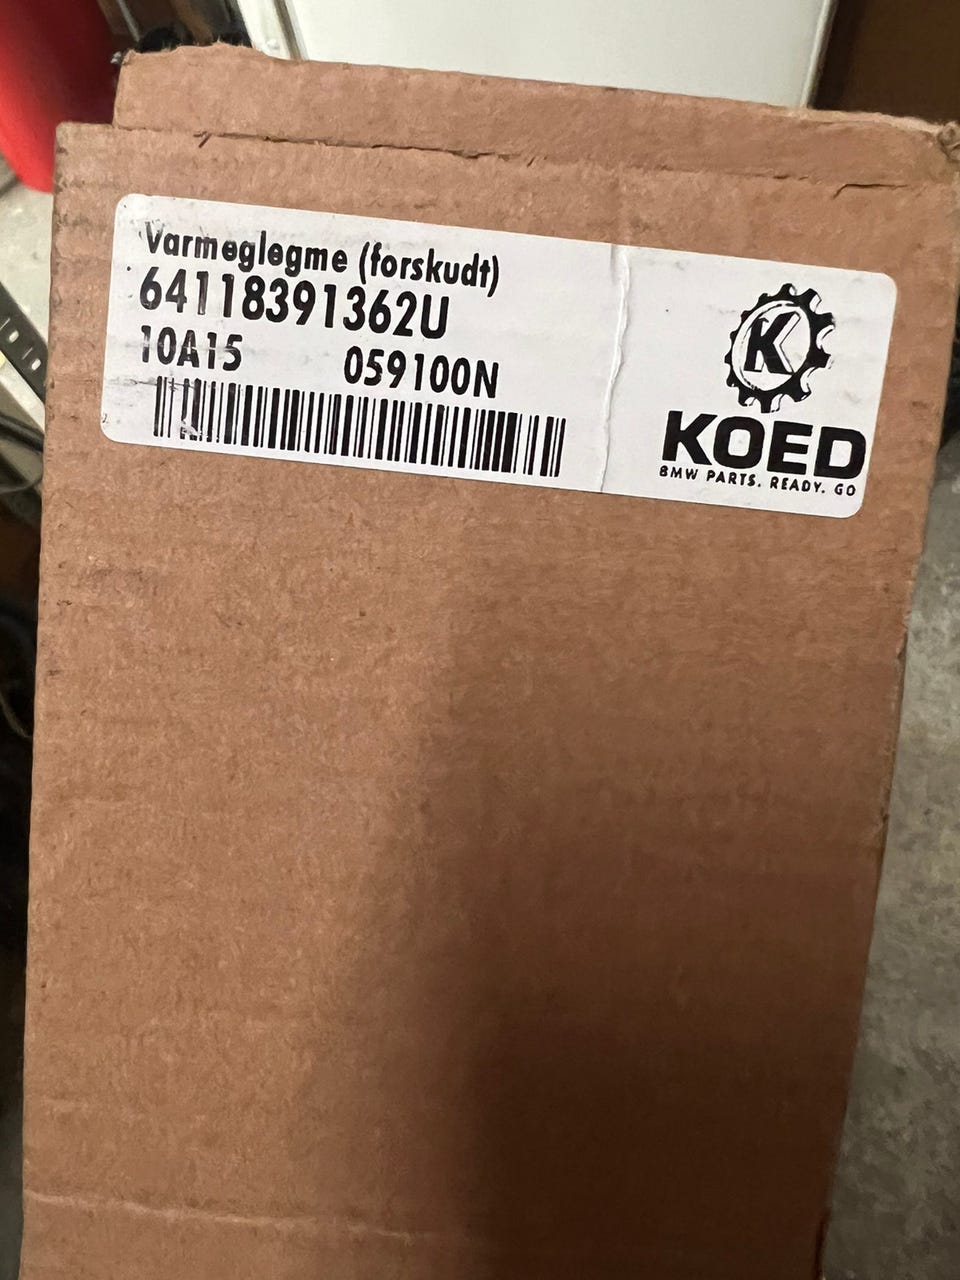 Varmeglegme (forskudt)
64118391362U
10A15 059100N
K
KOED
BMW PARTS. READY. GO